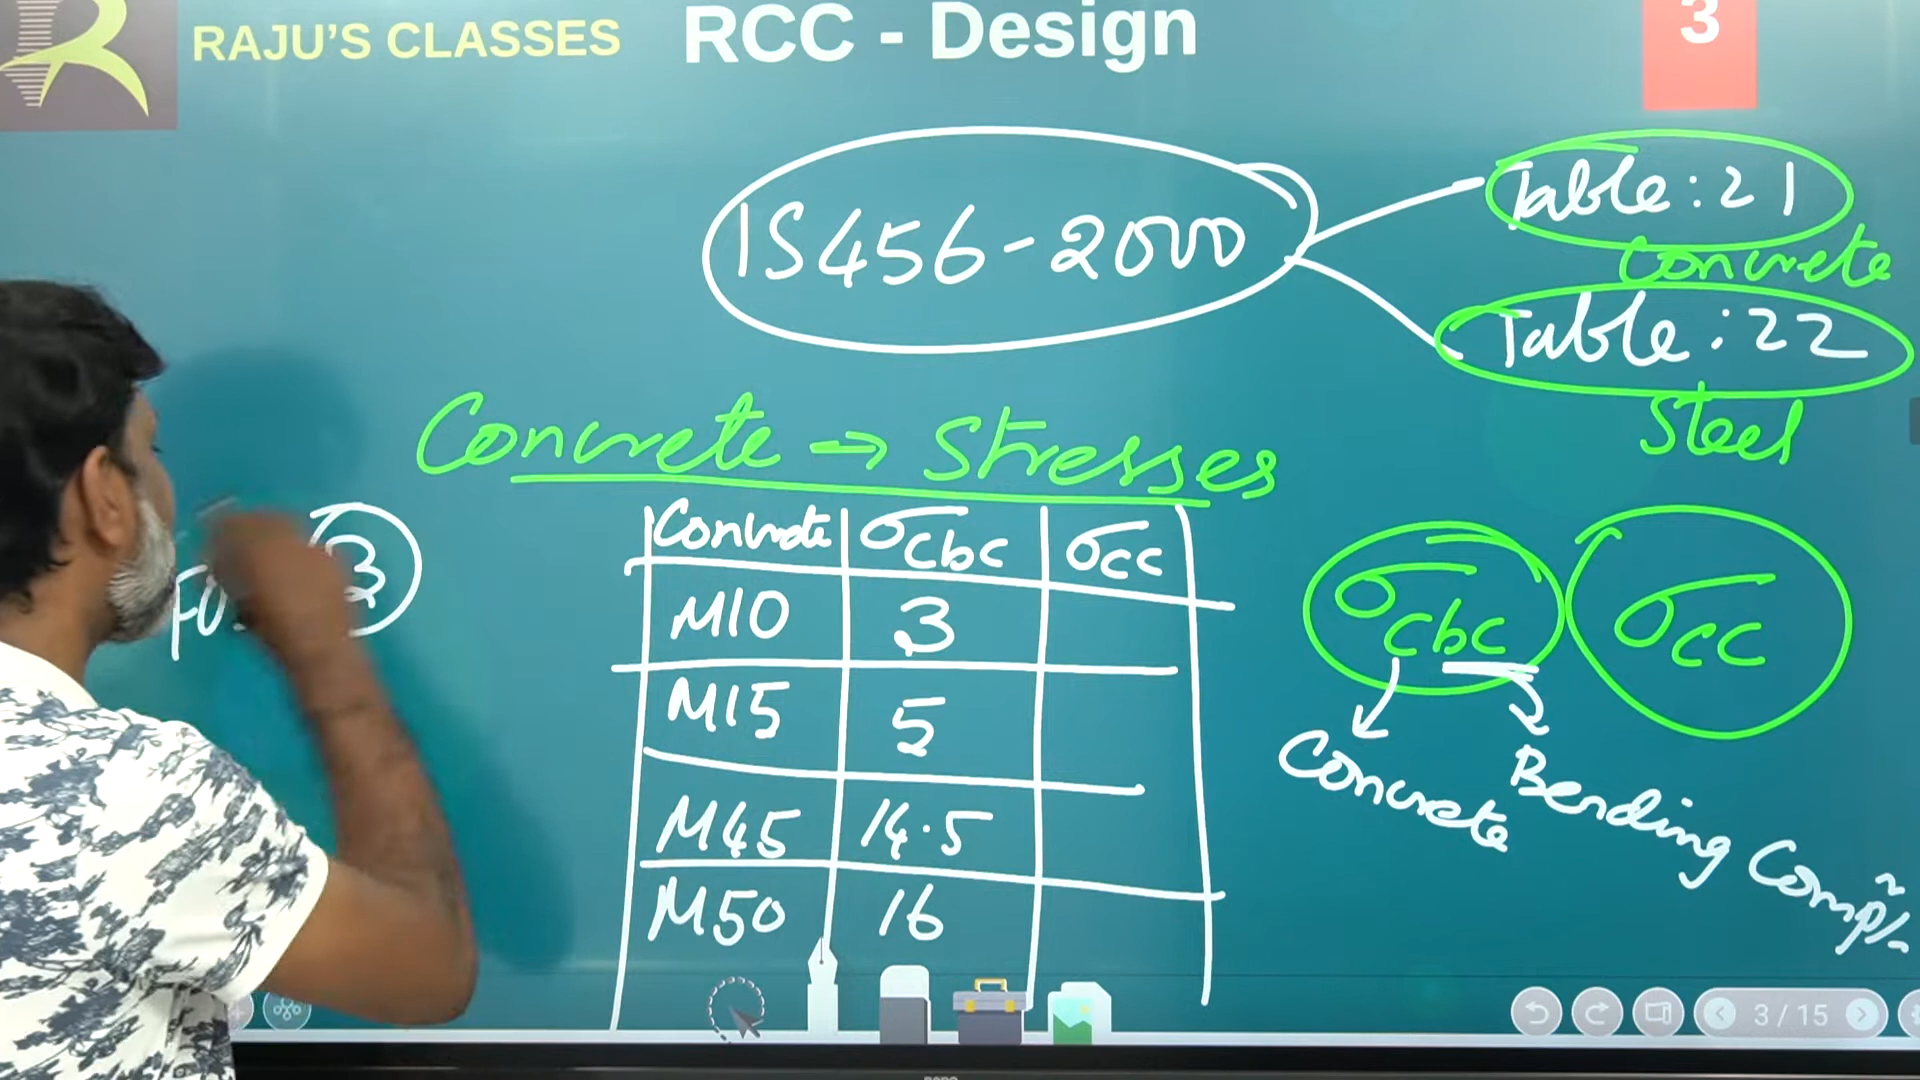 RAJU'S CLASSES
RCC - Design
3
IS456-2000
Table:21
Concrete
Table:22
Steel
Concrete → Stresses
Concrete σcbc σcc
M10 3
M15 5
M45 14.5
M50 16
3
σcbc σcc
Concrete
Bending
3 / 15